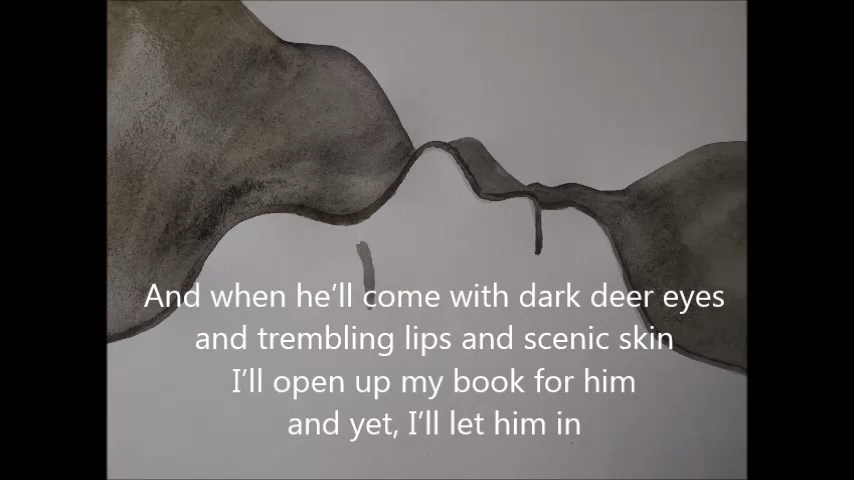 And when he’ll come with dark deer eyes
and trembling lips and scenic skin
I’ll open up my book for him
and yet, I’ll let him in